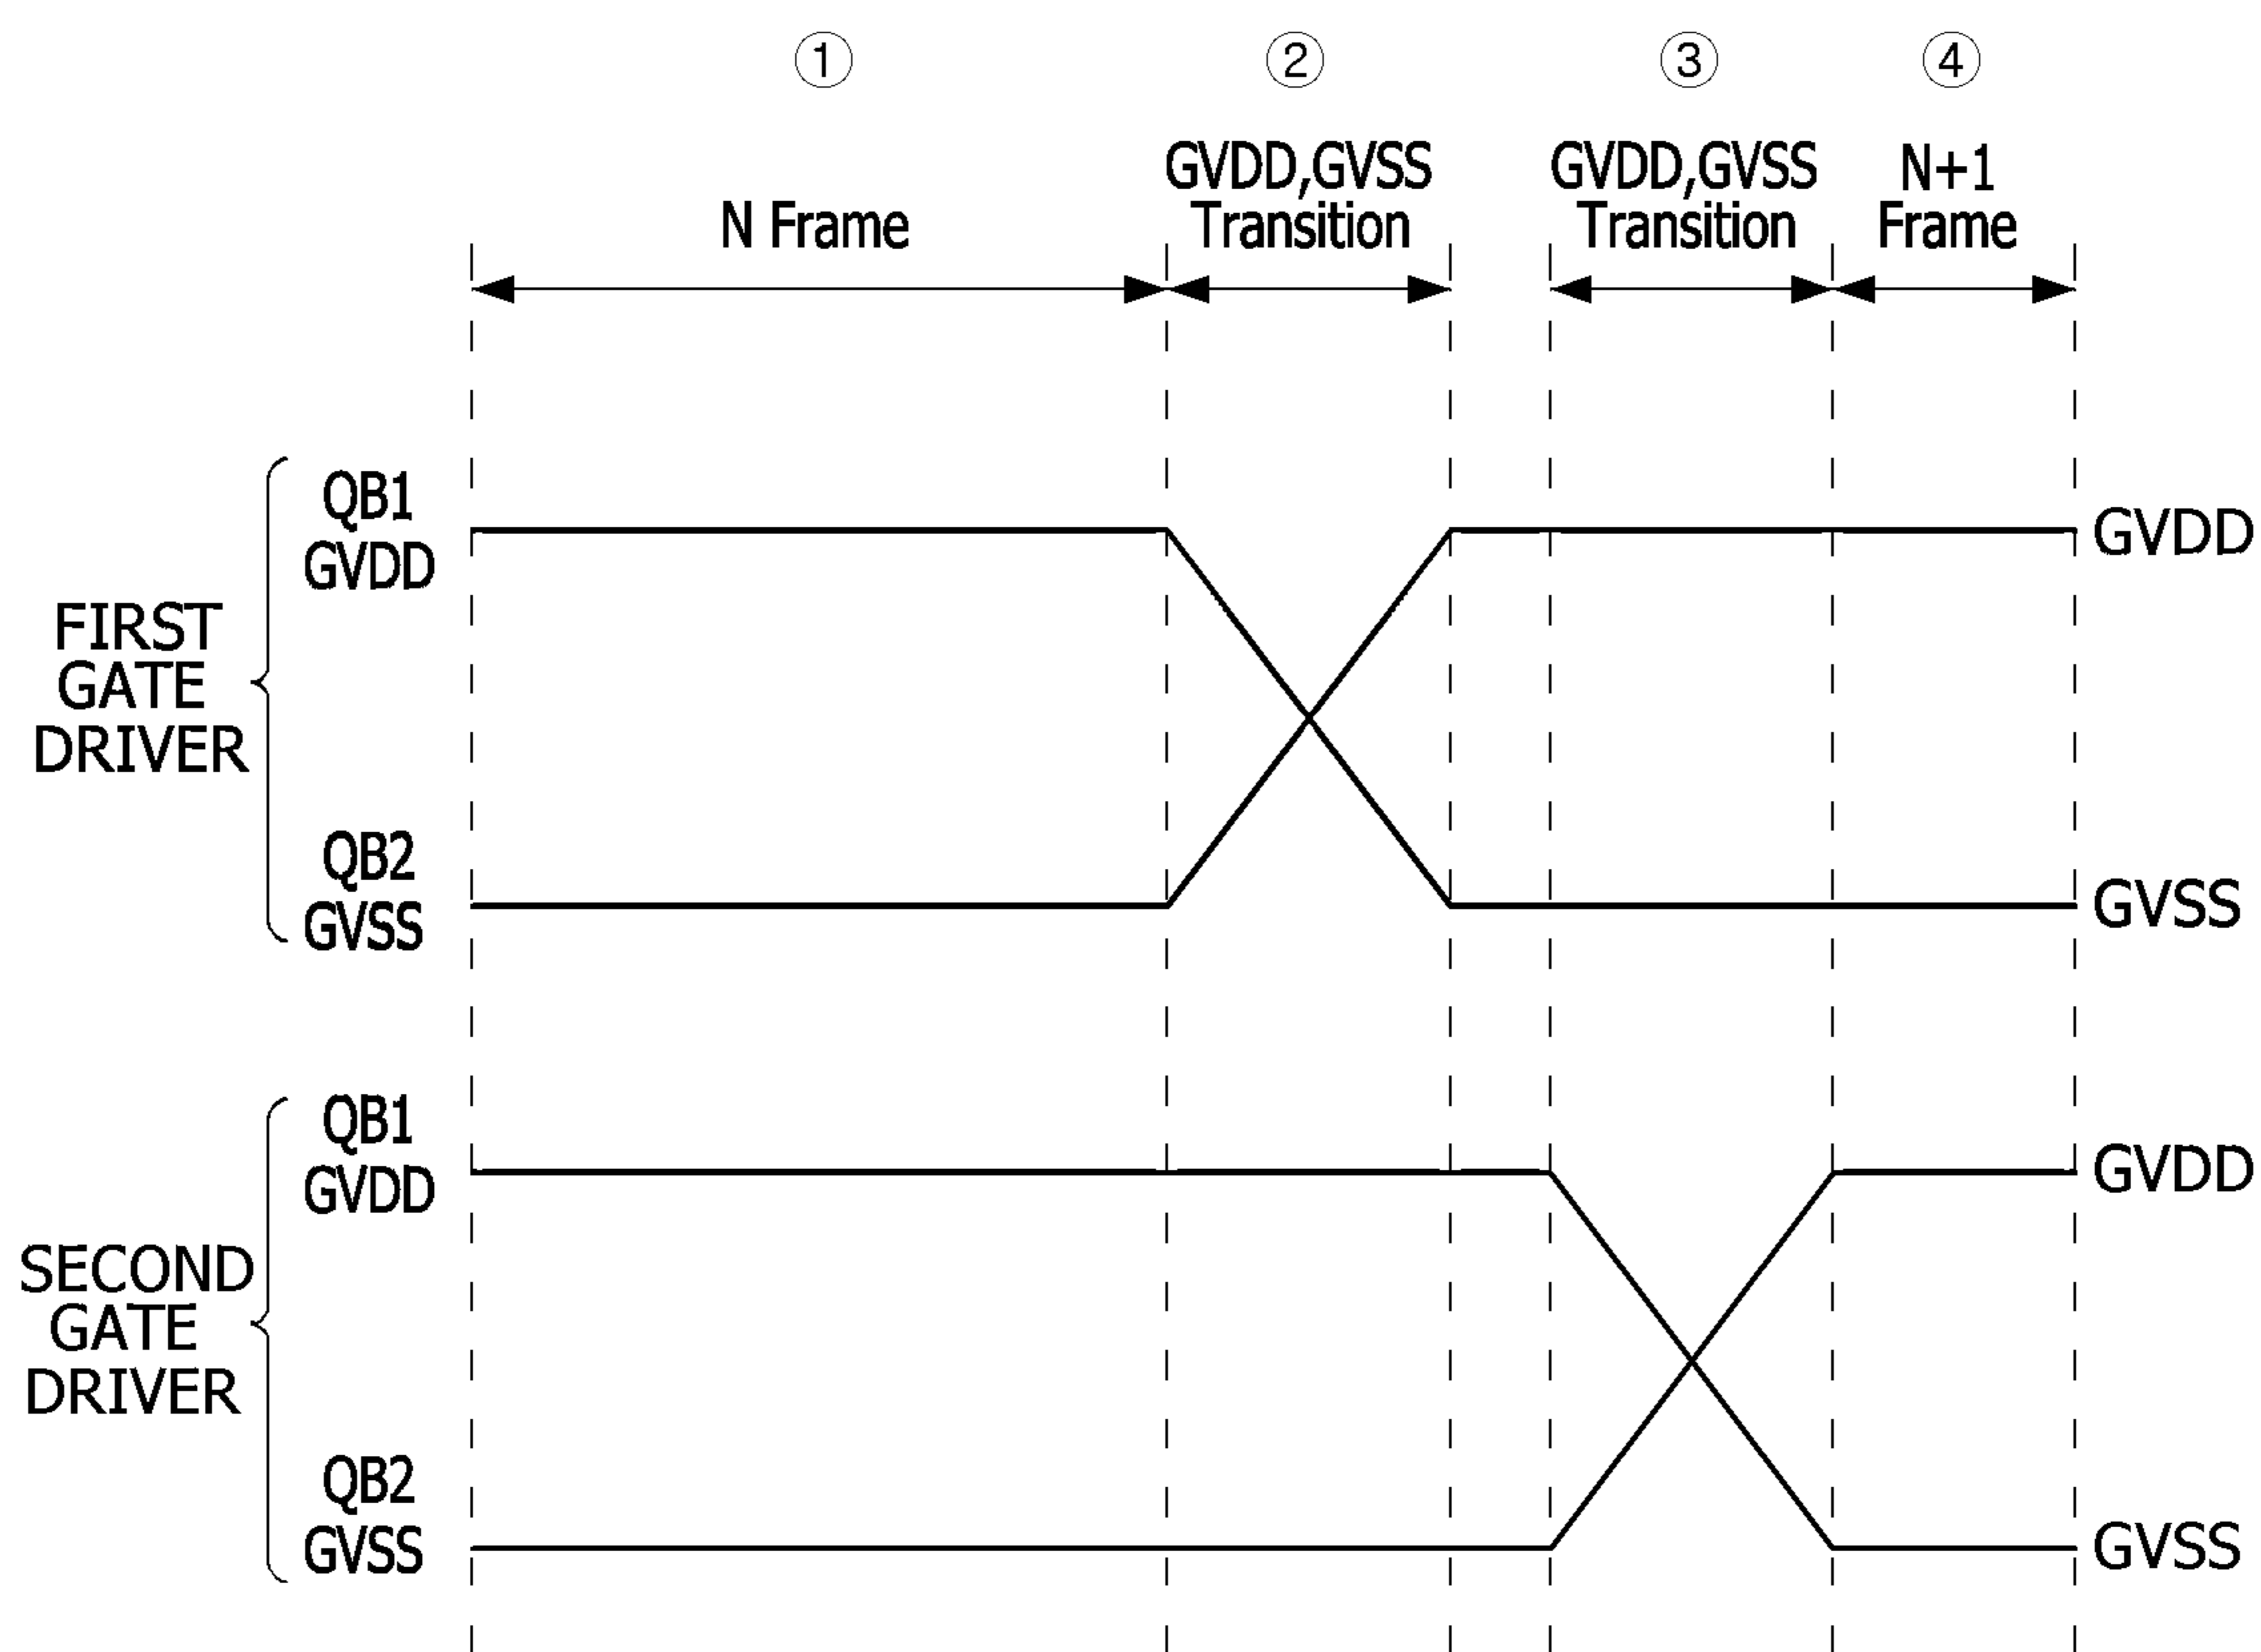 ① ② ③ ④
GVDD,GVSS GVDD,GVSS N+1
N Frame Transition Transition Frame
QB1
GVDD
GVDD
FIRST
GATE
DRIVER
QB2
GVSS
GVSS
QB1
GVDD
GVDD
SECOND
GATE
DRIVER
QB2
GVSS
GVSS